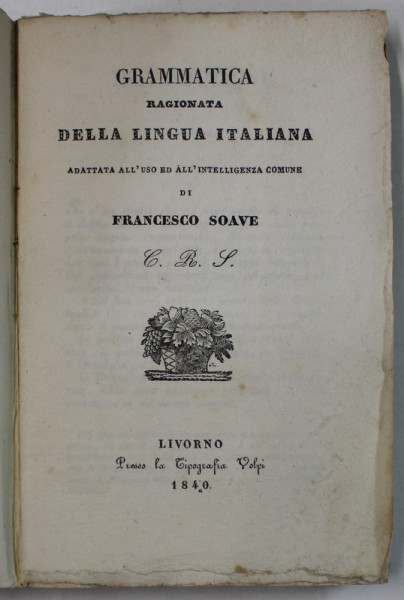 GRAMMATICA
RAGIONATA
DELLA LINGUA ITALIANA
ADATTATA ALL'USO ED ALL'INTELLIGENZA COMUNE
DI
FRANCESCO SOAVE
C. R. S.
LIVORNO
Presso la Tipografia Volpi
1840.